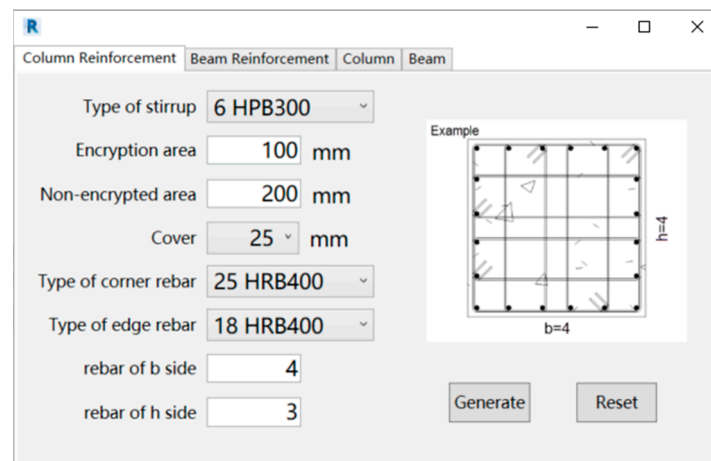 R
Column Reinforcement Beam Reinforcement Column Beam
Type of stirrup 6 HPB300
Encryption area 100 mm
Non-encrypted area 200 mm
Cover 25 mm
Type of corner rebar 25 HRB400
Type of edge rebar 18 HRB400
rebar of b side 4
rebar of h side 3
Example
h=4
b=4
Generate Reset